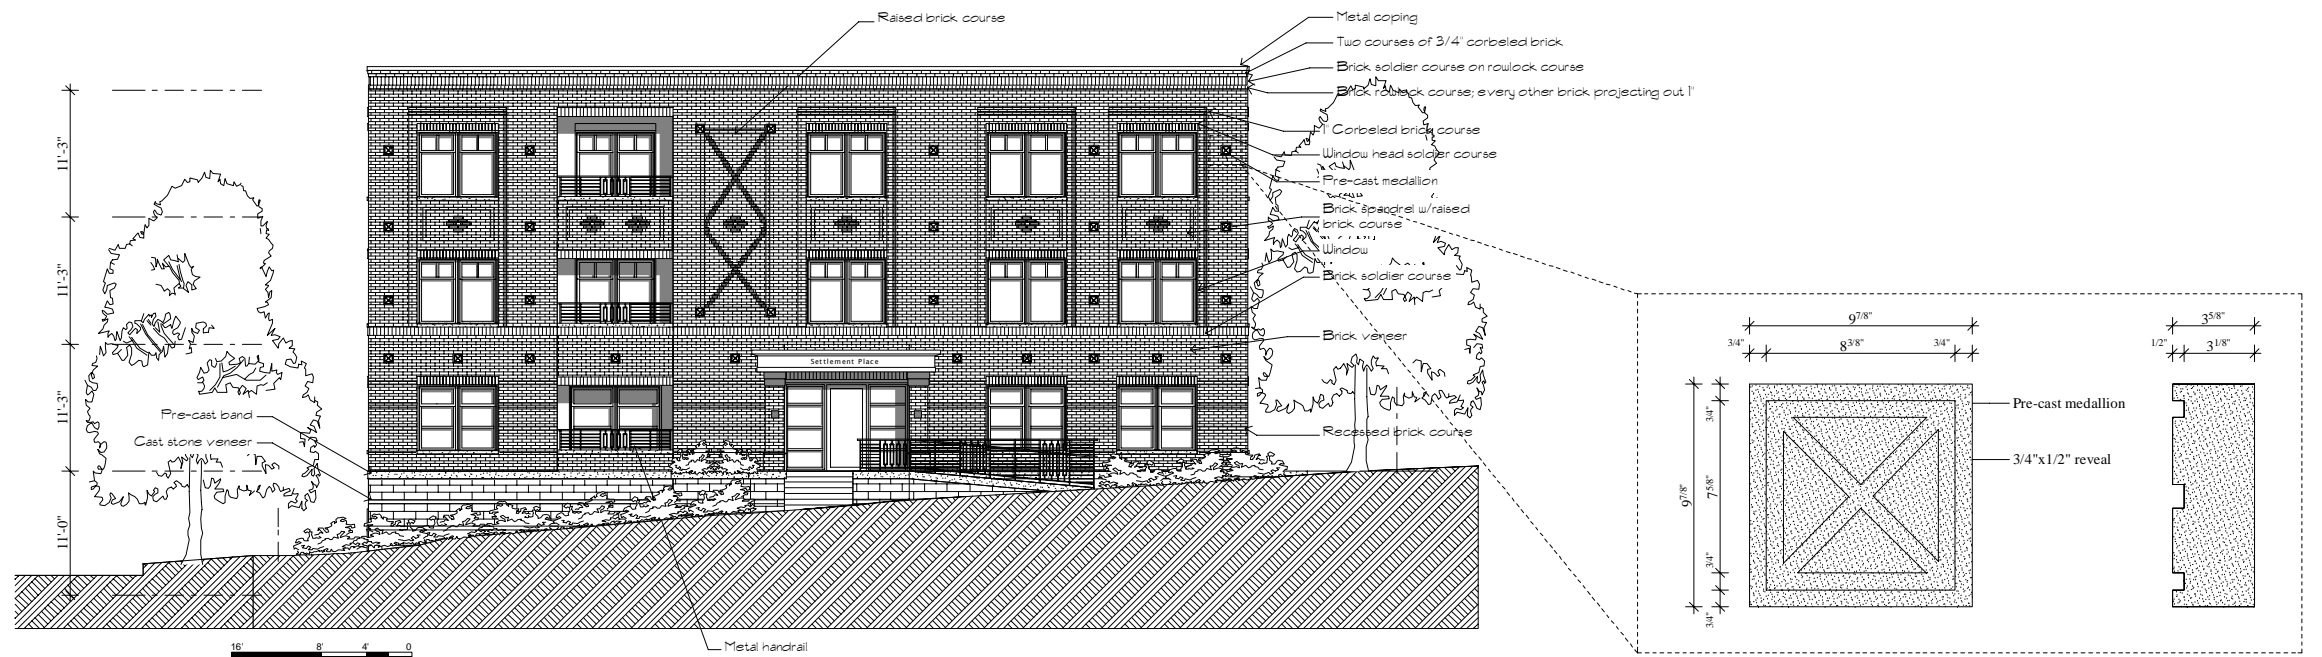 Raised brick course
Metal coping
Two courses of 3/4" corbeled brick
Brick soldier course on rowlock course
Brick rowlock course; every other brick projecting out 1"
1" Corbeled brick course
Window head soldier course
Pre-cast medallion
Brick spandrel w/raised
brick course
Window
Brick soldier course
Brick veneer
Recessed brick course
11'-3"
11'-3"
11'-3"
11'-0"
Settlement Place
Pre-cast band
Cast stone veneer
Metal handrail
16' 8' 4' 0
9 7/8"
3/4" 8 3/8" 3/4"
3 5/8"
1/2" 3 1/8"
9 7/8"
3/4"
7 5/8"
3/4"
3/4"
Pre-cast medallion
3/4"x1/2" reveal